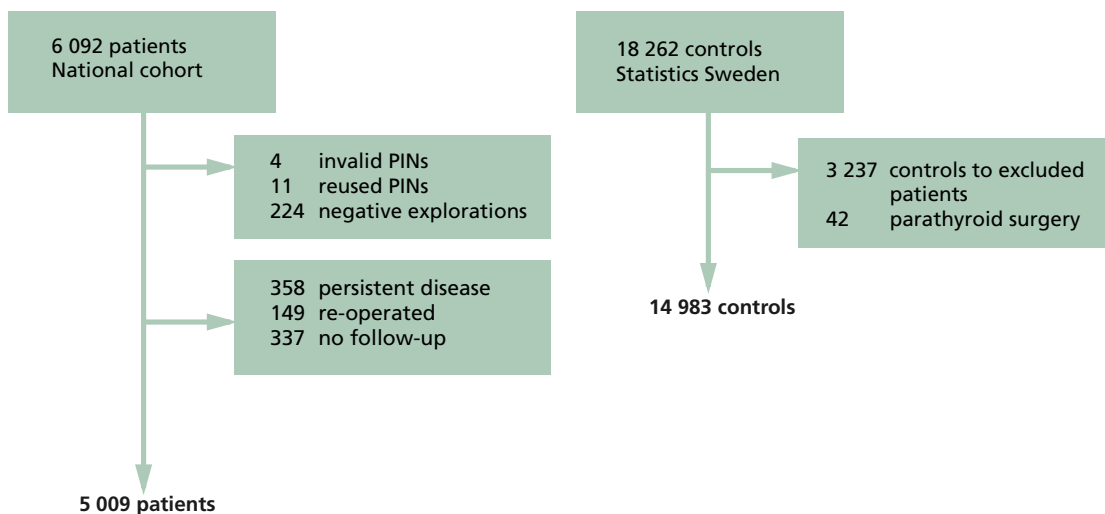 6 092 patients
National cohort
4 invalid PINs
11 reused PINs
224 negative explorations
358 persistent disease
149 re-operated
337 no follow-up
5 009 patients
18 262 controls
Statistics Sweden
3 237 controls to excluded
patients
42 parathyroid surgery
14 983 controls